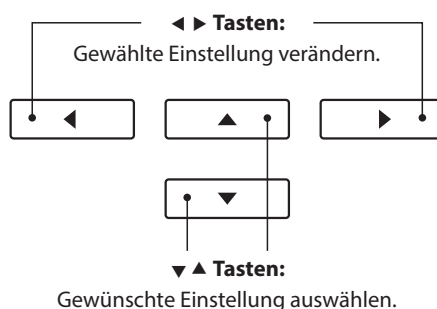 ◀ ▶ Tasten:
Gewählte Einstellung verändern.
▼ ▲ Tasten:
Gewünschte Einstellung auswählen.